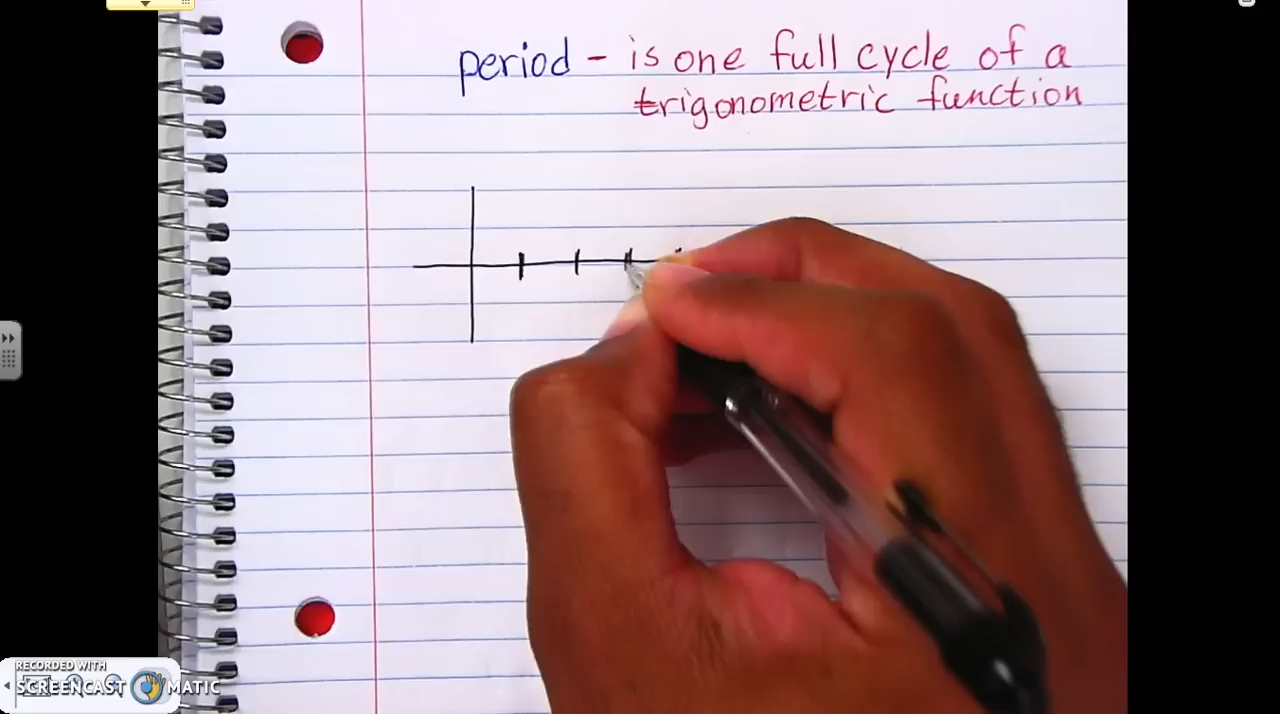 period - is one full cycle of a
trigonometric function
RECORDED WITH
SCREENCAST MATIC